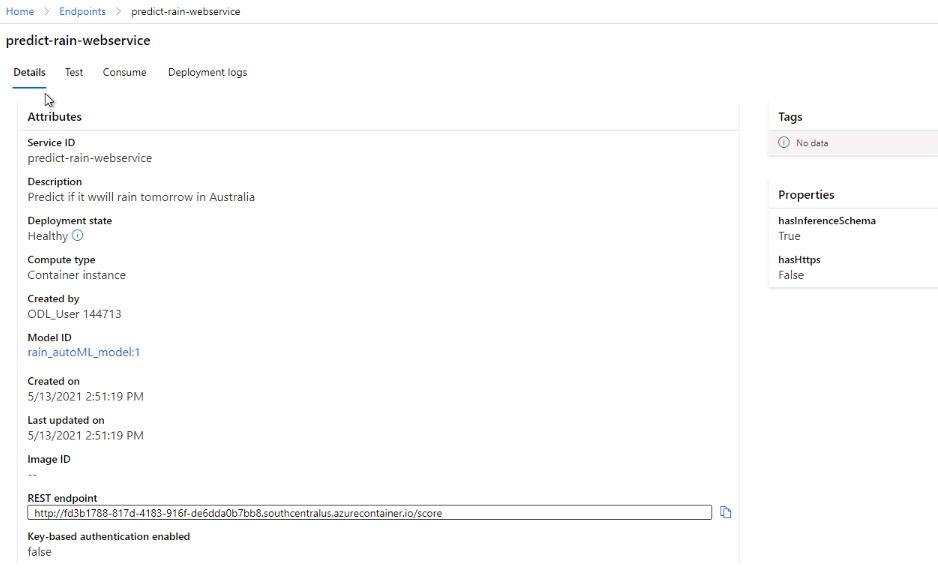 Home > Endpoints > predict-rain-webservice
predict-rain-webservice
Details Test Consume Deployment logs
Attributes
Service ID
predict-rain-webservice
Description
Predict if it wwill rain tomorrow in Australia
Deployment state
Healthy
Compute type
Container instance
Created by
ODL_User 144713
Model ID
rain_autoML_model:1
Created on
5/13/2021 2:51:19 PM
Last updated on
5/13/2021 2:51:19 PM
Image ID
--
REST endpoint
http://fd3b1788-817d-4183-916f-de6dda0b7bb8.southcentralus.azurecontainer.io/score
Key-based authentication enabled
false
Tags
No data
Properties
hasInferenceSchema
True
hasHttps
False